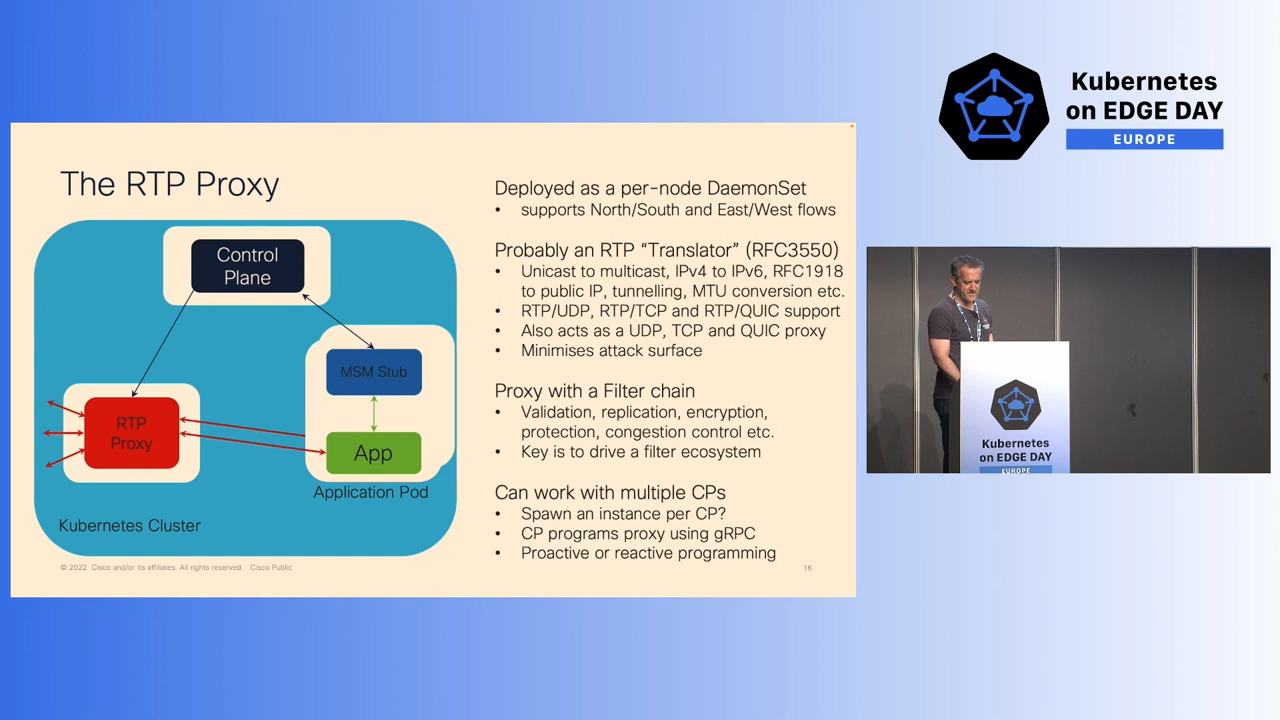 Kubernetes
on EDGE DAY
EUROPE
The RTP Proxy
Control
Plane
MSM Stub
RTP
Proxy
App
Application Pod
Kubernetes Cluster
© 2022 Cisco and/or its affiliates. All rights reserved. Cisco Public
Deployed as a per-node DaemonSet
• supports North/South and East/West flows
Probably an RTP “Translator” (RFC3550)
• Unicast to multicast, IPv4 to IPv6, RFC1918
to public IP, tunnelling, MTU conversion etc.
• RTP/UDP, RTP/TCP and RTP/QUIC support
• Also acts as a UDP, TCP and QUIC proxy
• Minimises attack surface
Proxy with a Filter chain
• Validation, replication, encryption,
protection, congestion control etc.
• Key is to drive a filter ecosystem
Can work with multiple CPs
• Spawn an instance per CP?
• CP programs proxy using gRPC
• Proactive or reactive programming
16
Kubernetes
on EDGE DAY
EUROPE